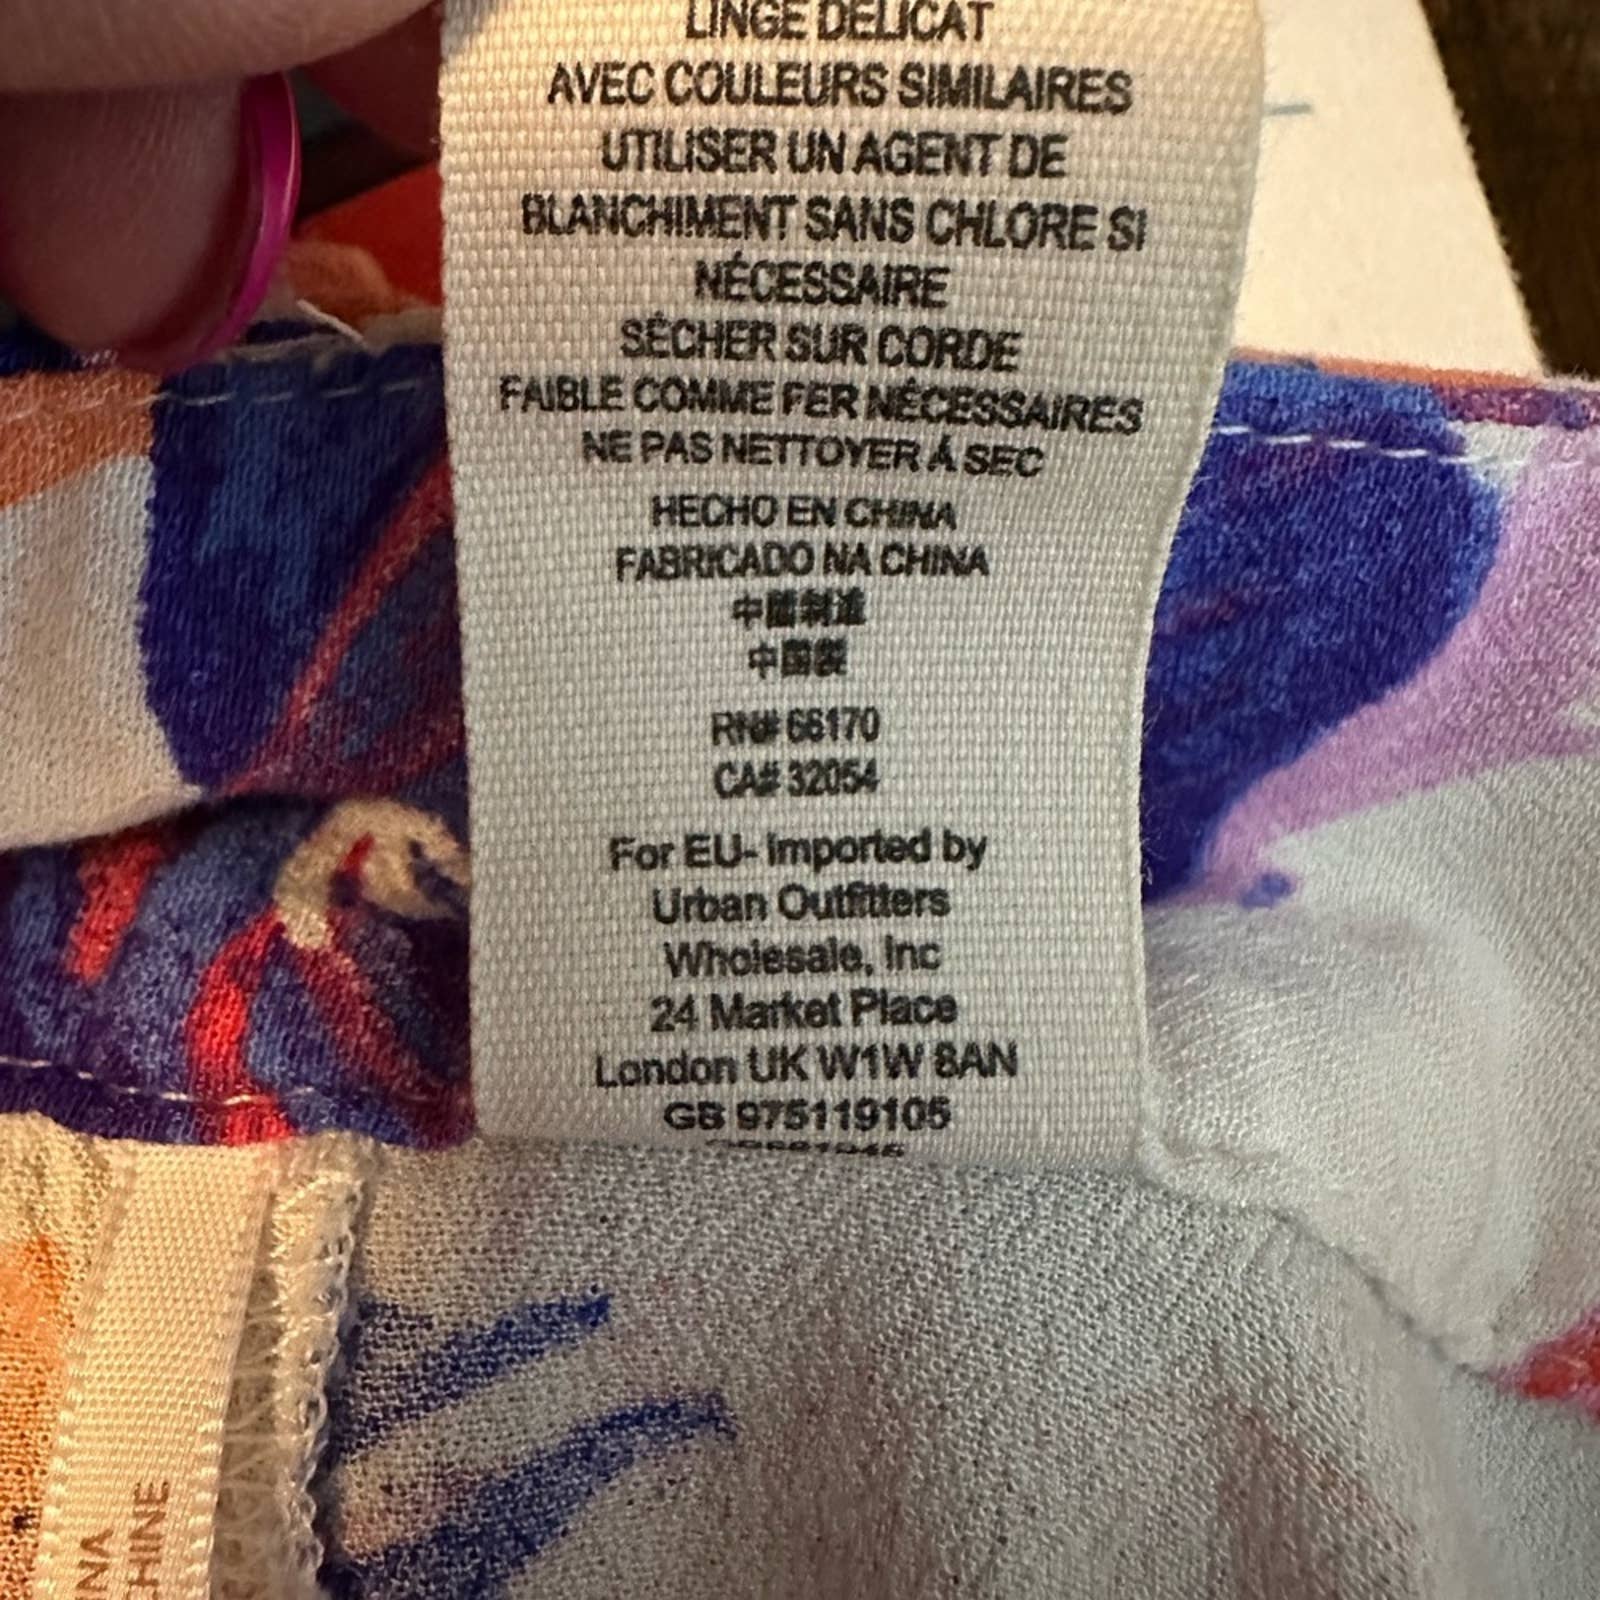 LINGE DELICAT
AVEC COULEURS SIMILAIRES
UTILISER UN AGENT DE
BLANCHIMENT SANS CHLORE SI
NÉCESSAIRE
SÉCHER SUR CORDE
FAIBLE COMME FER NÉCESSAIRES
NE PAS NETTOYER Á SEC
HECHO EN CHINA
FABRICADO NA CHINA
中國制造
中国製
RN# 66170
CA# 32054
For EU- Imported by
Urban Outfitters
Wholesale, Inc
24 Market Place
London UK W1W 8AN
GB 975119105